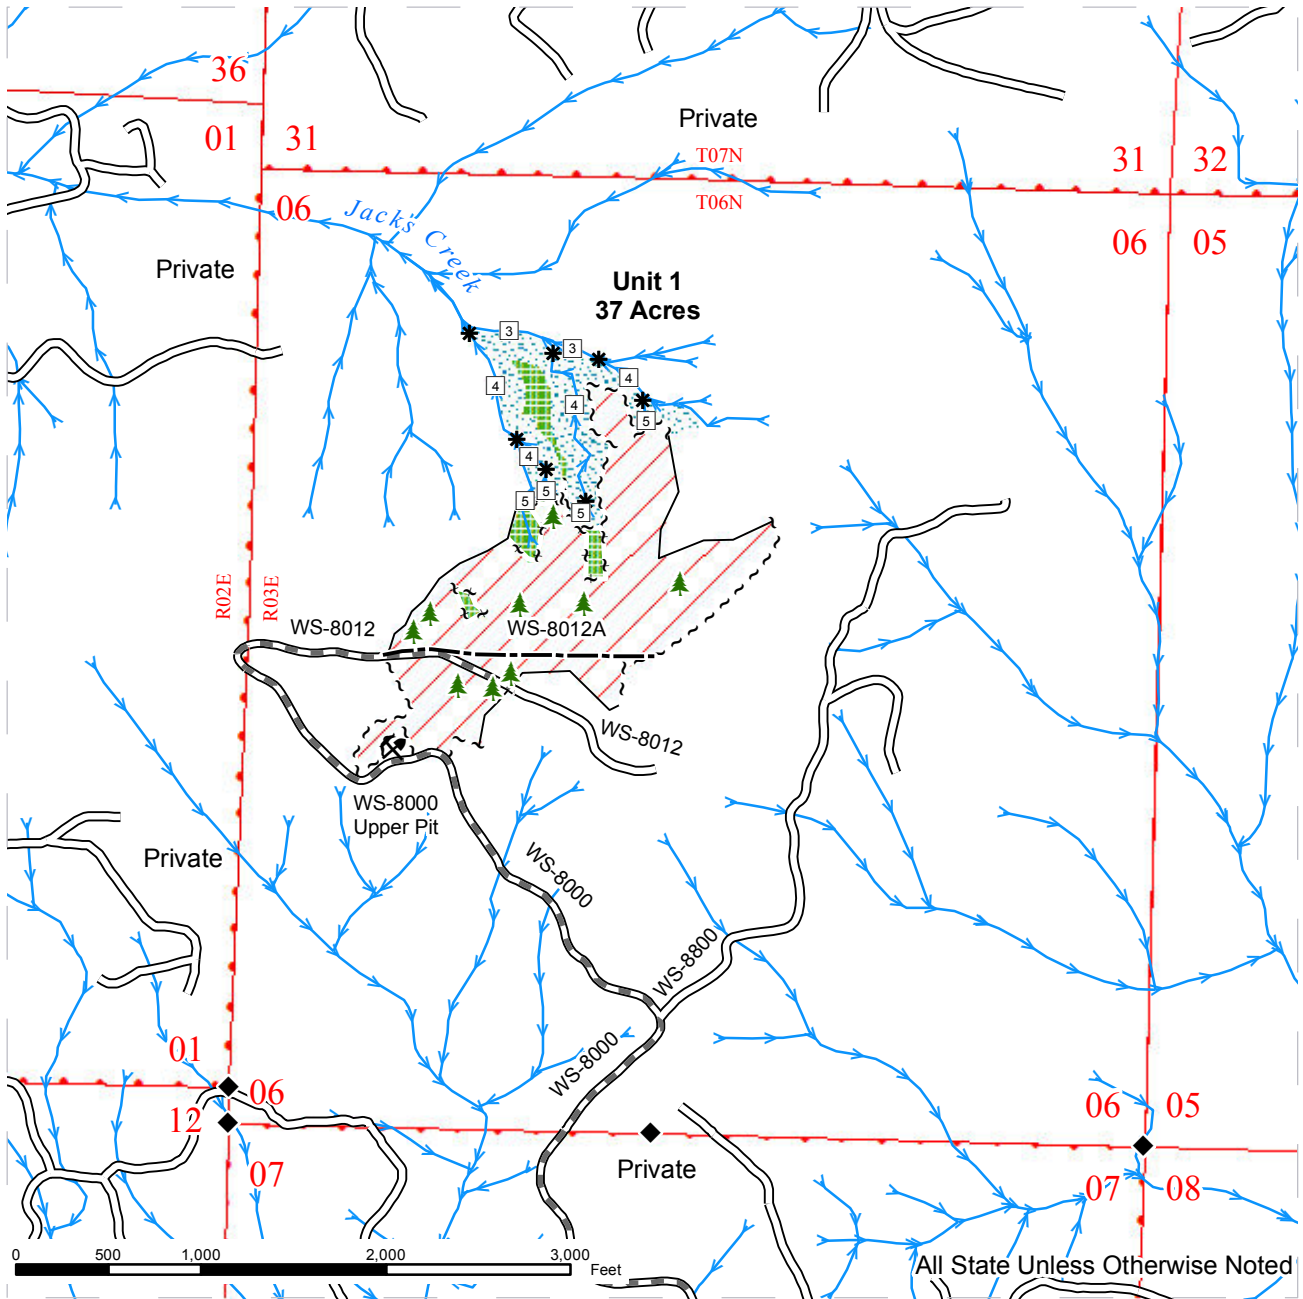 36
01
31
Private
T07N
T06N
31
32
06
Jacks Creek
06
05
Private
Unit 1
37 Acres
3
3
4
4
4
5
4
5
5
5
R02E
R03E
WS-8012
WS-8012A
WS-8012
WS-8000
Upper Pit
Private
WS-8000
WS-8800
WS-8000
01
06
06
05
12
07
Private
07
08
0
500
1,000
2,000
3,000
Feet
All State Unless Otherwise Noted